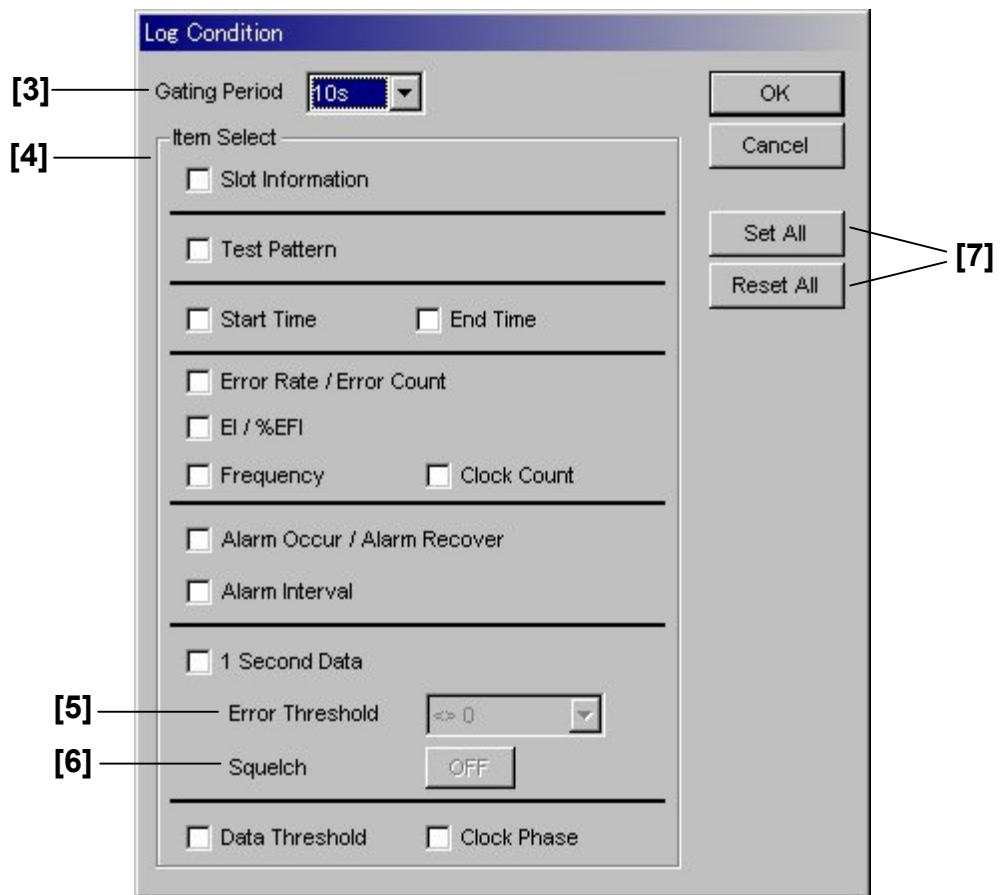 Log Condition
[3] Gating Period 10s OK
[4] Item Select Cancel
Slot Information
Test Pattern Set All
[7]
Reset All
Start Time End Time
Error Rate / Error Count
EI / %EFI
Frequency Clock Count
Alarm Occur / Alarm Recover
Alarm Interval
1 Second Data
[5] Error Threshold <> 0
[6] Squelch OFF
Data Threshold Clock Phase